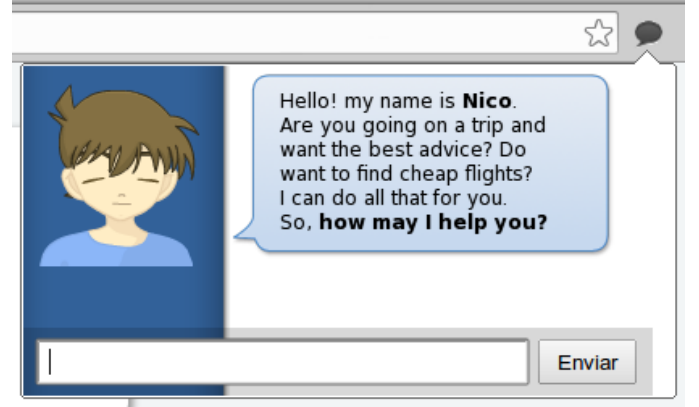 Hello! my name is Nico.
Are you going on a trip and
want the best advice? Do
want to find cheap flights?
I can do all that for you.
So, how may I help you?
Enviar